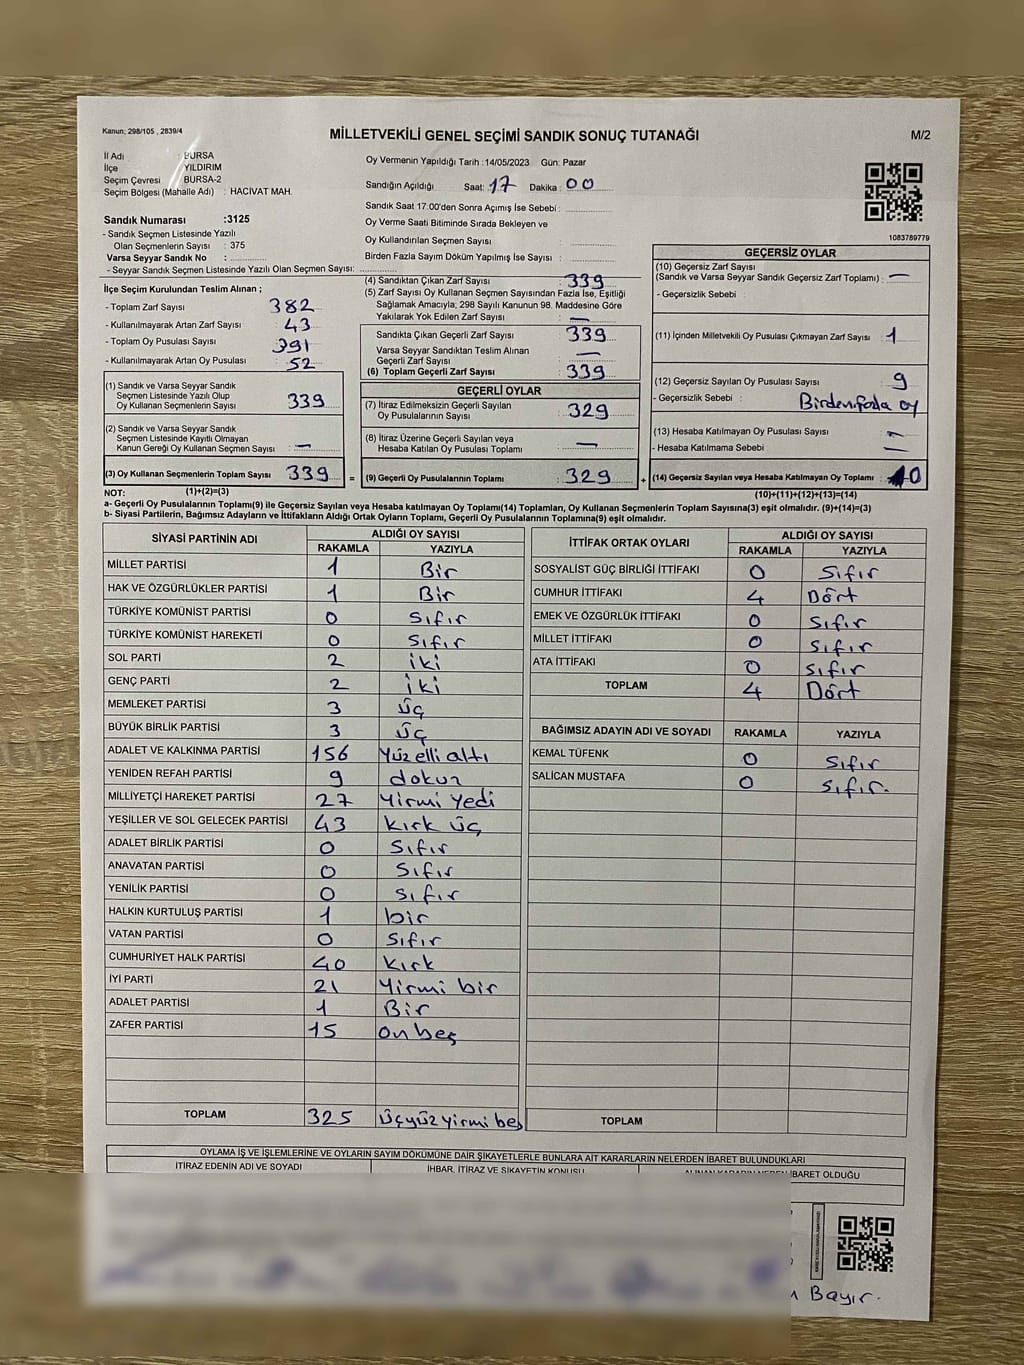 Kanun; 298/105 , 2839/4
MİLLETVEKİLİ GENEL SEÇİMİ SANDIK SONUÇ TUTANAĞI
M/2
İl Adı : BURSA
İlçe YILDIRIM
Seçim Çevresi BURSA-2
Seçim Bölgesi (Mahalle Adı) : HACİVAT MAH.
Sandık Numarası :3125
- Sandık Seçmen Listesinde Yazılı
Olan Seçmenlerin Sayısı : 375
Varsa Seyyar Sandık No :
- Seyyar Sandık Seçmen Listesinde Yazılı Olan Seçmen Sayısı:
Oy Vermenin Yapıldığı Tarih :14/05/2023 Gün: Pazar
Sandığın Açıldığı Saat: 17 Dakika : 00
Sandık Saat 17.00'den Sonra Açımış İse Sebebi :
Oy Verme Saati Bitiminde Sırada Bekleyen ve
Oy Kullandırılan Seçmen Sayısı :
Birden Fazla Sayım Döküm Yapılmış İse Sayısı :
1083789779
İlçe Seçim Kurulundan Teslim Alınan ;
- Toplam Zarf Sayısı : 382
- Kullanılmayarak Artan Zarf Sayısı : 43
- Toplam Oy Pusulası Sayısı : 391
- Kullanılmayarak Artan Oy Pusulası : 52
(1) Sandık ve Varsa Seyyar Sandık
Seçmen Listesinde Yazılı Olup
Oy Kullanan Seçmenlerin Sayısı : 339
(2) Sandık ve Varsa Seyyar Sandık
Seçmen Listesinde Kayıtlı Olmayan
Kanun Gereği Oy Kullanan Seçmen Sayısı : —
(3) Oy Kullanan Seçmenlerin Toplam Sayısı : 339
(1)+(2)=(3)
(4) Sandıktan Çıkan Zarf Sayısı : 339
(5) Zarf Sayısı Oy Kullanan Seçmen Sayısından Fazla İse, Eşitliği
Sağlamak Amacıyla; 298 Sayılı Kanunun 98. Maddesine Göre
Yakılarak Yok Edilen Zarf Sayısı : —
Sandıkta Çıkan Geçerli Zarf Sayısı : 339
Varsa Seyyar Sandıktan Teslim Alınan
Geçerli Zarf Sayısı : —
(6) Toplam Geçerli Zarf Sayısı : 339
GEÇERLİ OYLAR
(7) İtiraz Edilmeksizin Geçerli Sayılan
Oy Pusulalarının Sayısı : 329
(8) İtiraz Üzerine Geçerli Sayılan veya
Hesaba Katılan Oy Pusulası Toplamı : —
= (9) Geçerli Oy Pusulalarının Toplamı : 329
GEÇERSİZ OYLAR
(10) Geçersiz Zarf Sayısı
(Sandık ve Varsa Seyyar Sandık Geçersiz Zarf Toplamı) : —
- Geçersizlik Sebebi :
(11) İçinden Milletvekili Oy Pusulası Çıkmayan Zarf Sayısı : 1
(12) Geçersiz Sayılan Oy Pusulası Sayısı : 9
- Geçersizlik Sebebi : Birdenfazla oy
(13) Hesaba Katılmayan Oy Pusulası Sayısı : —
- Hesaba Katılmama Sebebi : —
+ (14) Geçersiz Sayılan veya Hesaba Katılmayan Oy Toplamı : 10
(10)+(11)+(12)+(13)=(14)
NOT:
a- Geçerli Oy Pusulalarının Toplamı(9) ile Geçersiz Sayılan veya Hesaba katılmayan Oy Toplamı(14) Toplamları, Oy Kullanan Seçmenlerin Toplam Sayısına(3) eşit olmalıdır. (9)+(14)=(3)
b- Siyasi Partilerin, Bağımsız Adayların ve İttifakların Aldığı Ortak Oyların Toplamı, Geçerli Oy Pusulalarının Toplamına(9) eşit olmalıdır.
SİYASİ PARTİNİN ADI ALDIĞI OY SAYISI
RAKAMLA YAZIYLA
MİLLET PARTİSİ 1 Bir
HAK VE ÖZGÜRLÜKLER PARTİSİ 1 Bir
TÜRKİYE KOMÜNİST PARTİSİ 0 Sıfır
TÜRKİYE KOMÜNİST HAREKETİ 0 Sıfır
SOL PARTİ 2 iki
GENÇ PARTİ 2 iki
MEMLEKET PARTİSİ 3 üç
BÜYÜK BİRLİK PARTİSİ 3 üç
ADALET VE KALKINMA PARTİSİ 156 Yüz elli altı
YENİDEN REFAH PARTİSİ 9 dokuz
MİLLİYETÇİ HAREKET PARTİSİ 27 Yirmi Yedi
YEŞİLLER VE SOL GELECEK PARTİSİ 43 Kırk üç
ADALET BİRLİK PARTİSİ 0 Sıfır
ANAVATAN PARTİSİ 0 Sıfır
YENİLİK PARTİSİ 0 Sıfır
HALKIN KURTULUŞ PARTİSİ 1 bir
VATAN PARTİSİ 0 Sıfır
CUMHURİYET HALK PARTİSİ 40 Kırk
İYİ PARTİ 21 Yirmi bir
ADALET PARTİSİ 1 Bir
ZAFER PARTİSİ 15 on beş
TOPLAM 325 Üçyüz yirmi beş
İTTİFAK ORTAK OYLARI ALDIĞI OY SAYISI
RAKAMLA YAZIYLA
SOSYALİST GÜÇ BİRLİĞİ İTTİFAKI 0 Sıfır
CUMHUR İTTİFAKI 4 Dört
EMEK VE ÖZGÜRLÜK İTTİFAKI 0 Sıfır
MİLLET İTTİFAKI 0 Sıfır
ATA İTTİFAKI 0 Sıfır
TOPLAM 4 Dört
BAĞIMSIZ ADAYIN ADI VE SOYADI RAKAMLA YAZIYLA
KEMAL TÜFENK 0 Sıfır
SALİCAN MUSTAFA 0 Sıfır.
TOPLAM
OYLAMA İŞ VE İŞLEMLERİNE VE OYLARIN SAYIM DÖKÜMÜNE DAİR ŞİKAYETLERLE BUNLARA AİT KARARLARIN NELERDEN İBARET BULUNDUKLARI
İTİRAZ EDENİN ADI VE SOYADI İHBAR, İTİRAZ VE ŞİKAYETİN KONUSU ALINAN KARARIN NEDEN İBARET OLDUĞU
Bayır.